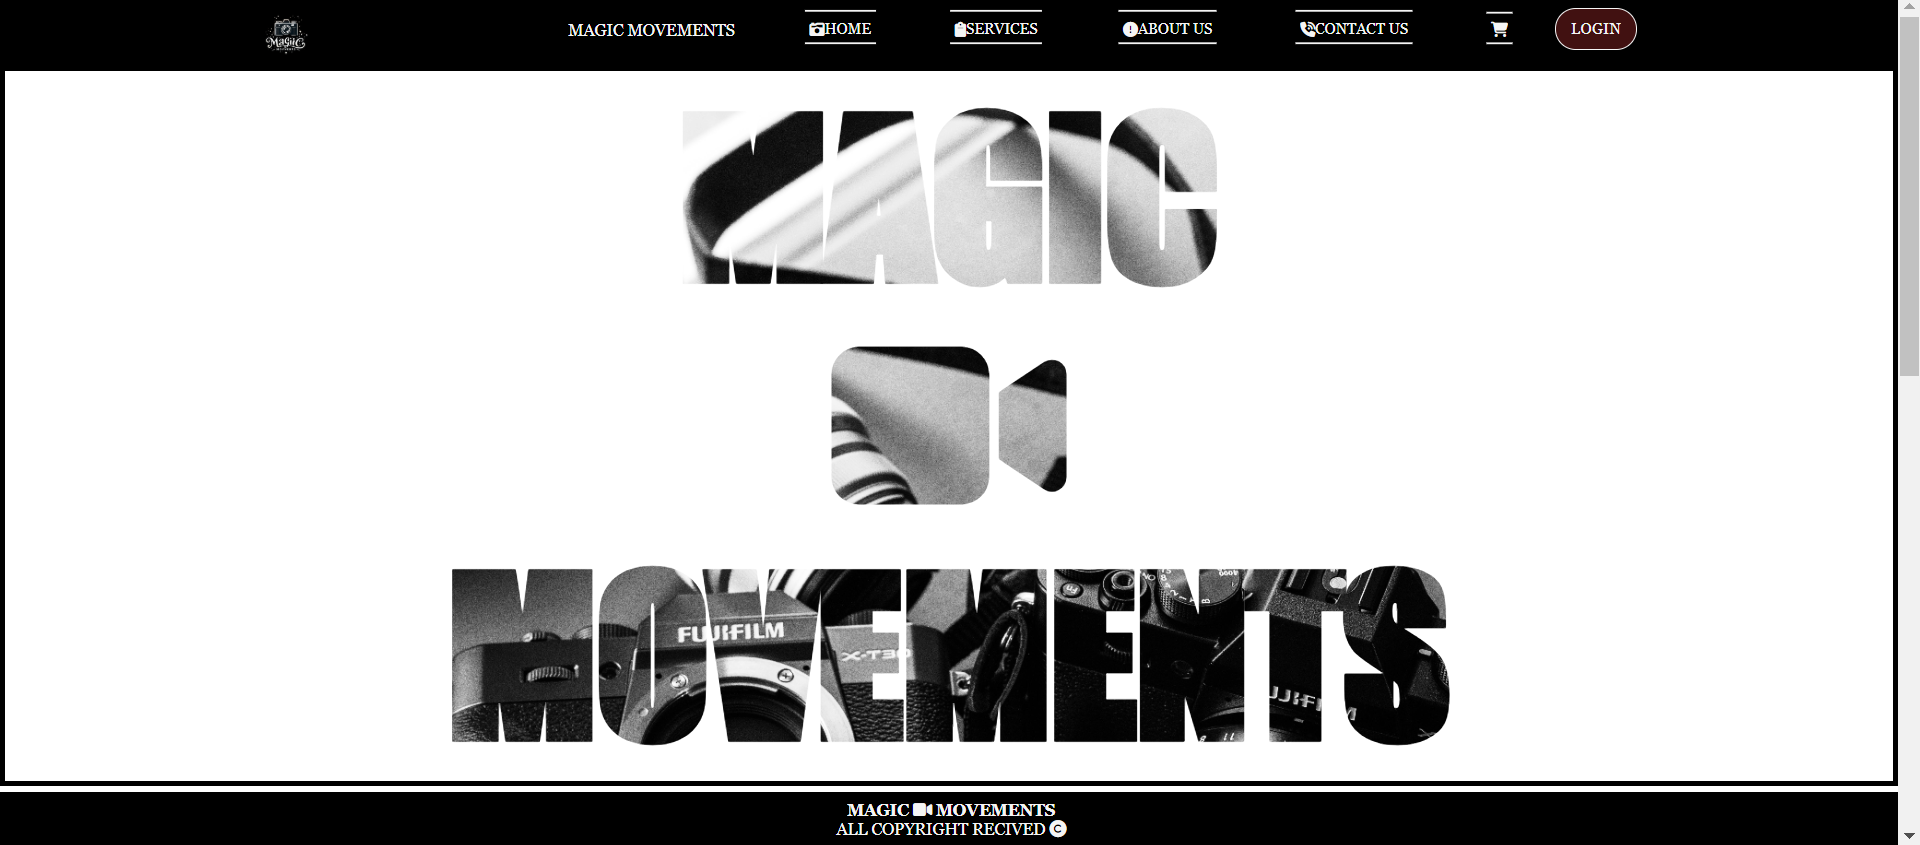 Magic
MAGIC MOVEMENTS
HOME
SERVICES
ABOUT US
CONTACT US
LOGIN
MAGIC
MOVEMENTS
FUJIFILM
X-T30
MAGIC MOVEMENTS
ALL COPYRIGHT RECIVED ©